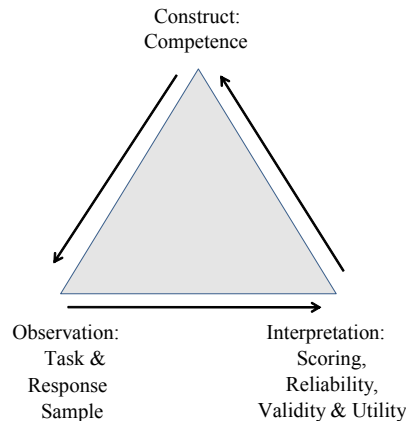 Construct:
Competence
Observation:
Task &
Response
Sample
Interpretation:
Scoring,
Reliability,
Validity & Utility